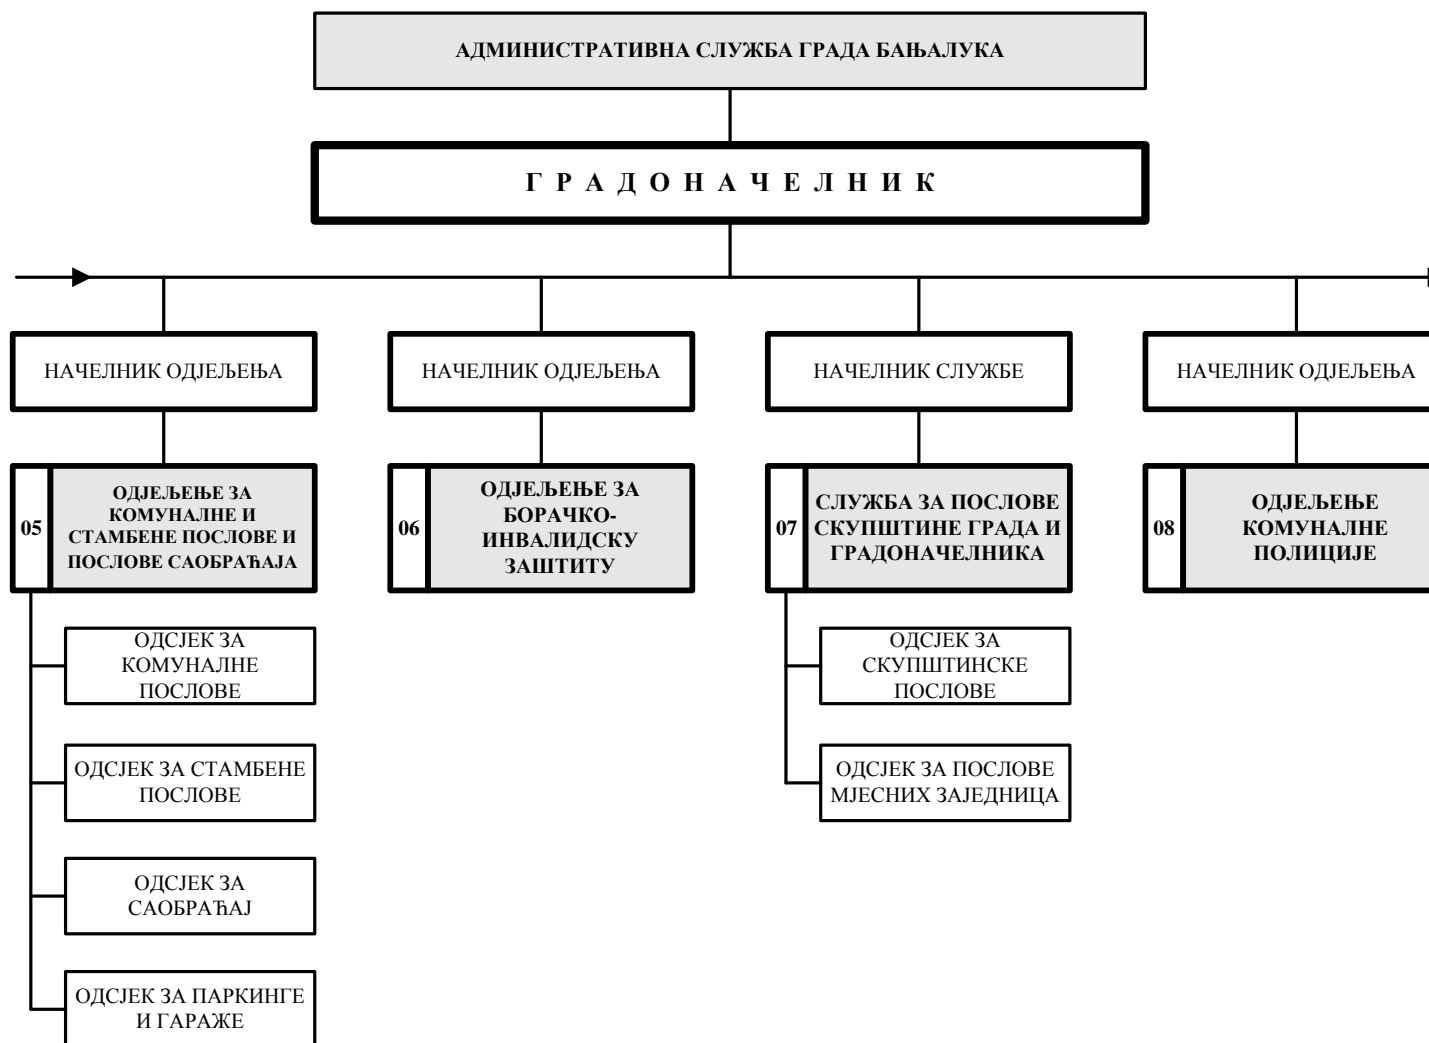 АДМИНИСТРАТИВНА СЛУЖБА ГРАДА БАЊАЛУКА
Г Р А Д О Н А Ч Е Л Н И К
НАЧЕЛНИК ОДЈЕЉЕЊА
НАЧЕЛНИК ОДЈЕЉЕЊА
НАЧЕЛНИК СЛУЖБЕ
НАЧЕЛНИК ОДЈЕЉЕЊА
05
ОДЈЕЉЕЊЕ ЗА
КОМУНАЛНЕ И
СТАМБЕНЕ ПОСЛОВЕ И
ПОСЛОВЕ САОБРАЋАЈА
06
ОДЈЕЉЕЊЕ ЗА
БОРАЧКО-
ИНВАЛИДСКУ
ЗАШТИТУ
07
СЛУЖБА ЗА ПОСЛОВЕ
СКУПШТИНЕ ГРАДА И
ГРАДОНАЧЕЛНИКА
08
ОДЈЕЉЕЊЕ
КОМУНАЛНЕ
ПОЛИЦИЈЕ
ОДСЈЕК ЗА
КОМУНАЛНЕ
ПОСЛОВЕ
ОДСЈЕК ЗА СТАМБЕНЕ
ПОСЛОВЕ
ОДСЈЕК ЗА
САОБРАЋАЈ
ОДСЈЕК ЗА ПАРКИНГЕ
И ГАРАЖЕ
ОДСЈЕК ЗА
СКУПШТИНСКЕ
ПОСЛОВЕ
ОДСЈЕК ЗА ПОСЛОВЕ
МЈЕСНИХ ЗАЈЕДНИЦА